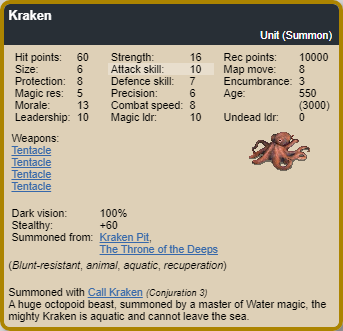 Kraken
Unit (Summon)
Hit points: 60 Strength: 16 Rec points: 10000
Size: 6 Attack skill: 10 Map move: 8
Protection: 8 Defence skill: 7 Encumbrance: 3
Magic res: 5 Precision: 6 Age: 550
Morale: 13 Combat speed: 8 (3000)
Leadership: 10 Magic ldr: 10 Undead ldr: 0
Weapons:
Tentacle
Tentacle
Tentacle
Tentacle
Dark vision: 100%
Stealthy: +60
Summoned from: Kraken Pit,
The Throne of the Deeps
(Blunt-resistant, animal, aquatic, recuperation)
Summoned with Call Kraken (Conjuration 3)
A huge octopoid beast, summoned by a master of Water magic, the
mighty Kraken is aquatic and cannot leave the sea.